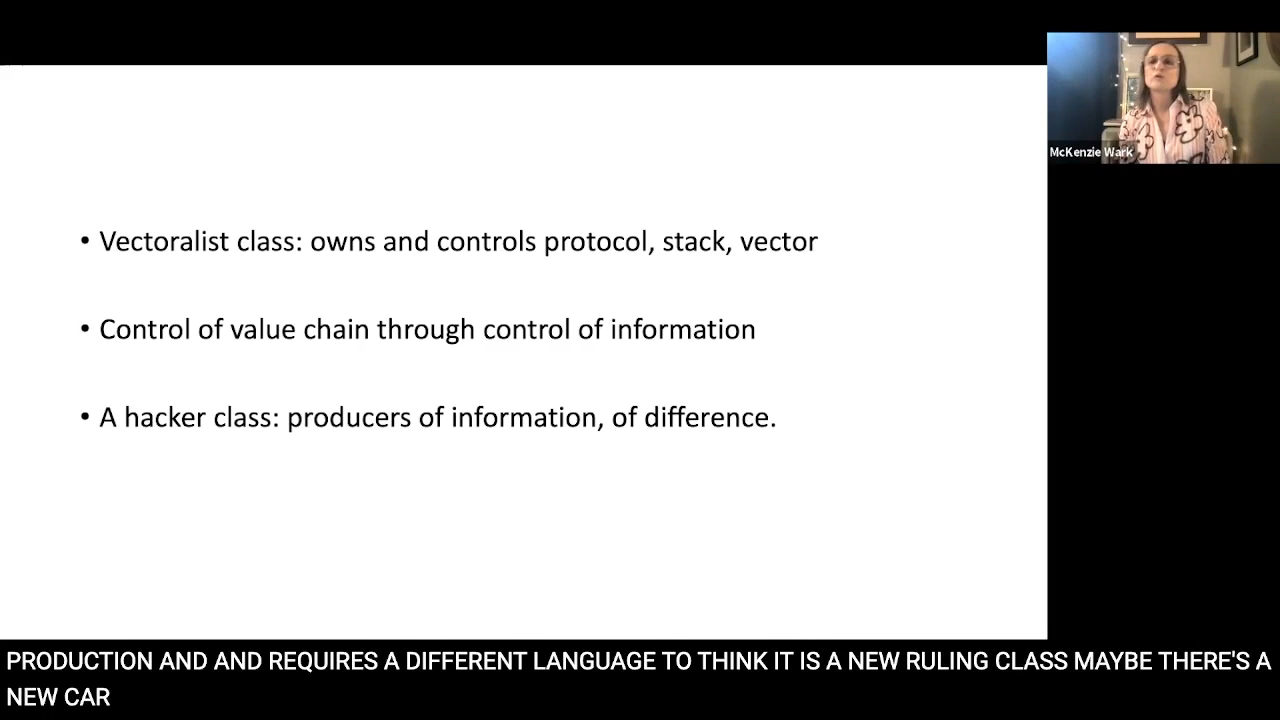 • Vectoralist class: owns and controls protocol, stack, vector
• Control of value chain through control of information
• A hacker class: producers of information, of difference.
McKenzie Wark
PRODUCTION AND AND REQUIRES A DIFFERENT LANGUAGE TO THINK IT IS A NEW RULING CLASS MAYBE THERE'S A
NEW CAR